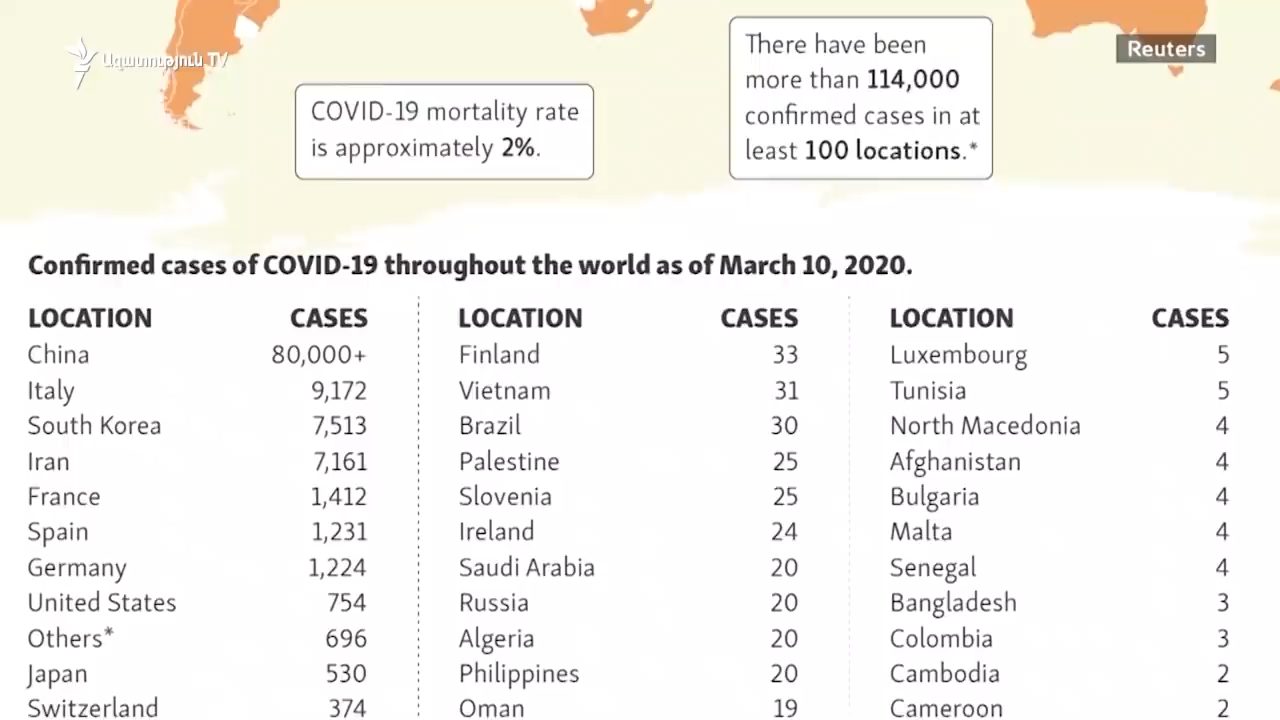 Ազատություն TV
Reuters
COVID-19 mortality rate
is approximately 2%.
There have been
more than 114,000
confirmed cases in at
least 100 locations.*
Confirmed cases of COVID-19 throughout the world as of March 10, 2020.
LOCATION CASES
China 80,000+
Italy 9,172
South Korea 7,513
Iran 7,161
France 1,412
Spain 1,231
Germany 1,224
United States 754
Others* 696
Japan 530
Switzerland 374
LOCATION CASES
Finland 33
Vietnam 31
Brazil 30
Palestine 25
Slovenia 25
Ireland 24
Saudi Arabia 20
Russia 20
Algeria 20
Philippines 20
Oman 19
LOCATION CASES
Luxembourg 5
Tunisia 5
North Macedonia 4
Afghanistan 4
Bulgaria 4
Malta 4
Senegal 4
Bangladesh 3
Colombia 3
Cambodia 2
Cameroon 2